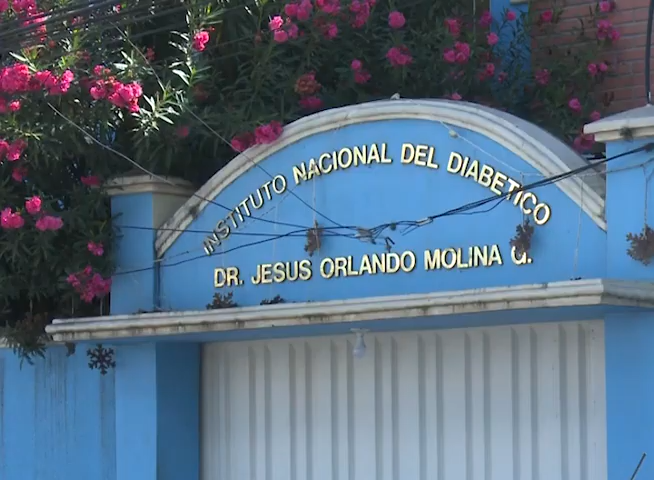 INSTITUTO NACIONAL DEL DIABETICO
DR. JESUS ORLANDO MOLINA G.